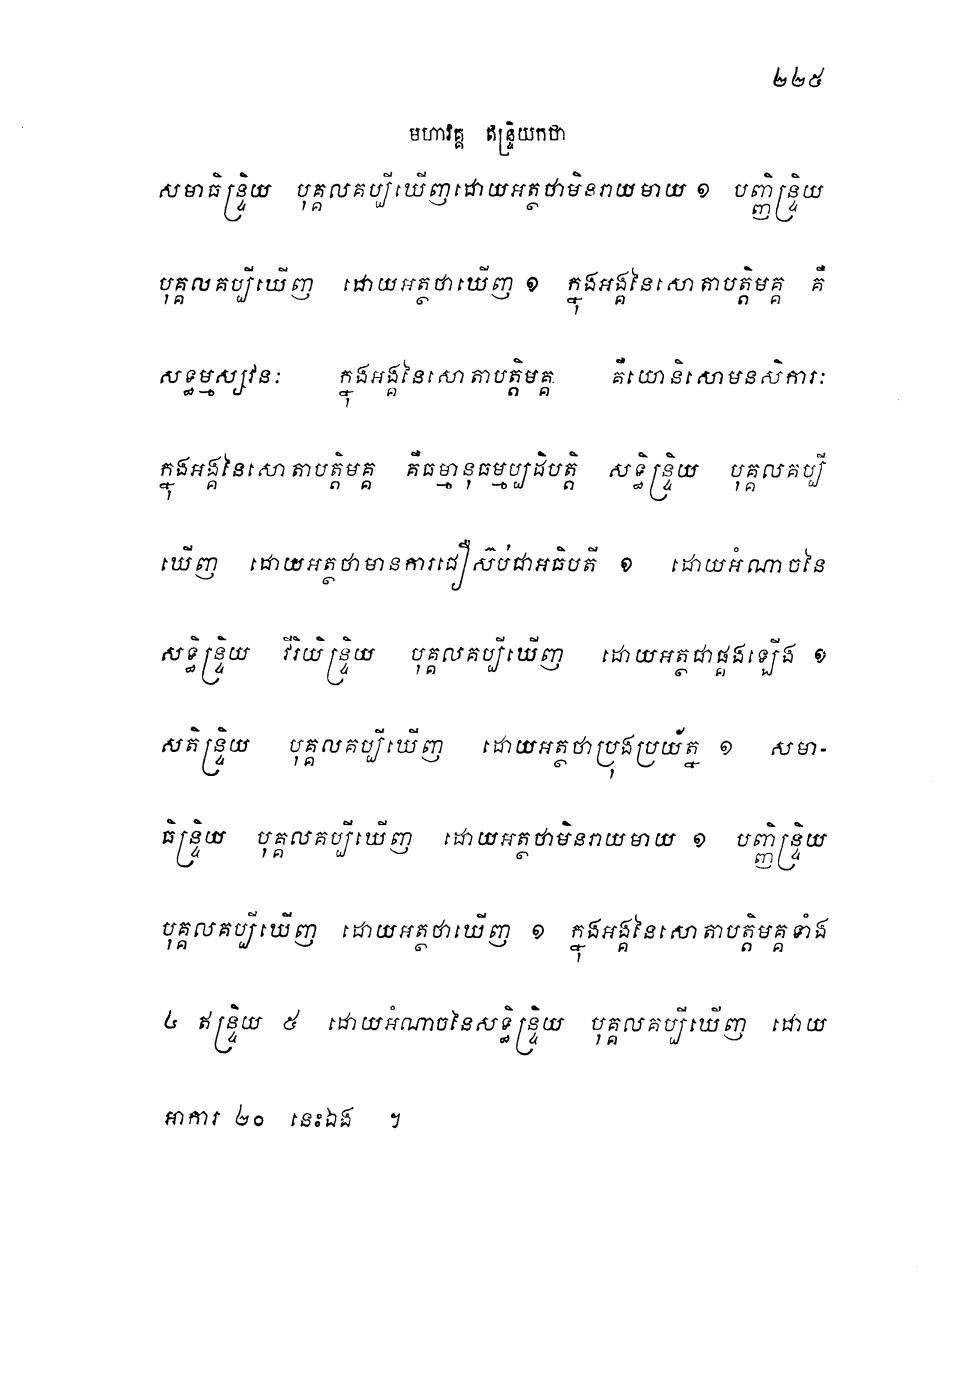 ២២៥
មហាវគ្គ ឥន្ទ្រិយកថា
សមាធិន្ទ្រិយ បុគ្គលគប្បីឃើញដោយអត្ថថាមិនរាយមាយ ១ បញ្ញិន្ទ្រិយ
បុគ្គលគប្បីឃើញ ដោយអត្ថថាឃើញ ១ ក្នុងអង្គនៃសោតាបត្តិមគ្គ គឺ
សទ្ធម្មស្សវនៈ ក្នុងអង្គនៃសោតាបត្តិមគ្គ គឺយោនិសោមនសិការៈ
ក្នុងអង្គនៃសោតាបត្តិមគ្គ គឺធម្មានុធម្មប្បដិបត្តិ សទ្ធិន្ទ្រិយ បុគ្គលគប្បី
ឃើញ ដោយអត្ថថាមានការជឿស៊ប់ជាអធិបតី ១ ដោយអំណាចនៃ
សទ្ធិន្ទ្រិយ វីរិយិន្ទ្រិយ បុគ្គលគប្បីឃើញ ដោយអត្ថជាផ្គងឡើង ១
សតិន្ទ្រិយ បុគ្គលគប្បីឃើញ ដោយអត្ថថាប្រុងប្រយ័ត្ន ១ សមា-
ធិន្ទ្រិយ បុគ្គលគប្បីឃើញ ដោយអត្ថថាមិនរាយមាយ ១ បញ្ញិន្ទ្រិយ
បុគ្គលគប្បីឃើញ ដោយអត្ថថាឃើញ ១ ក្នុងអង្គនៃសោតាបត្តិមគ្គទាំង
៤ ឥន្ទ្រិយ ៥ ដោយអំណាចនៃសទ្ធិន្ទ្រិយ បុគ្គលគប្បីឃើញ ដោយ
អាការ ២០ នេះឯង ។